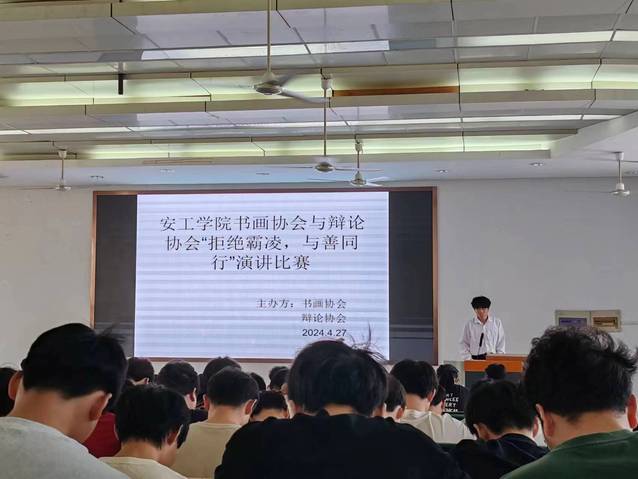 安工学院书画协会与辩论
协会“拒绝霸凌，与善同
行”演讲比赛
主办方：书画协会
辩论协会
2024.4.27